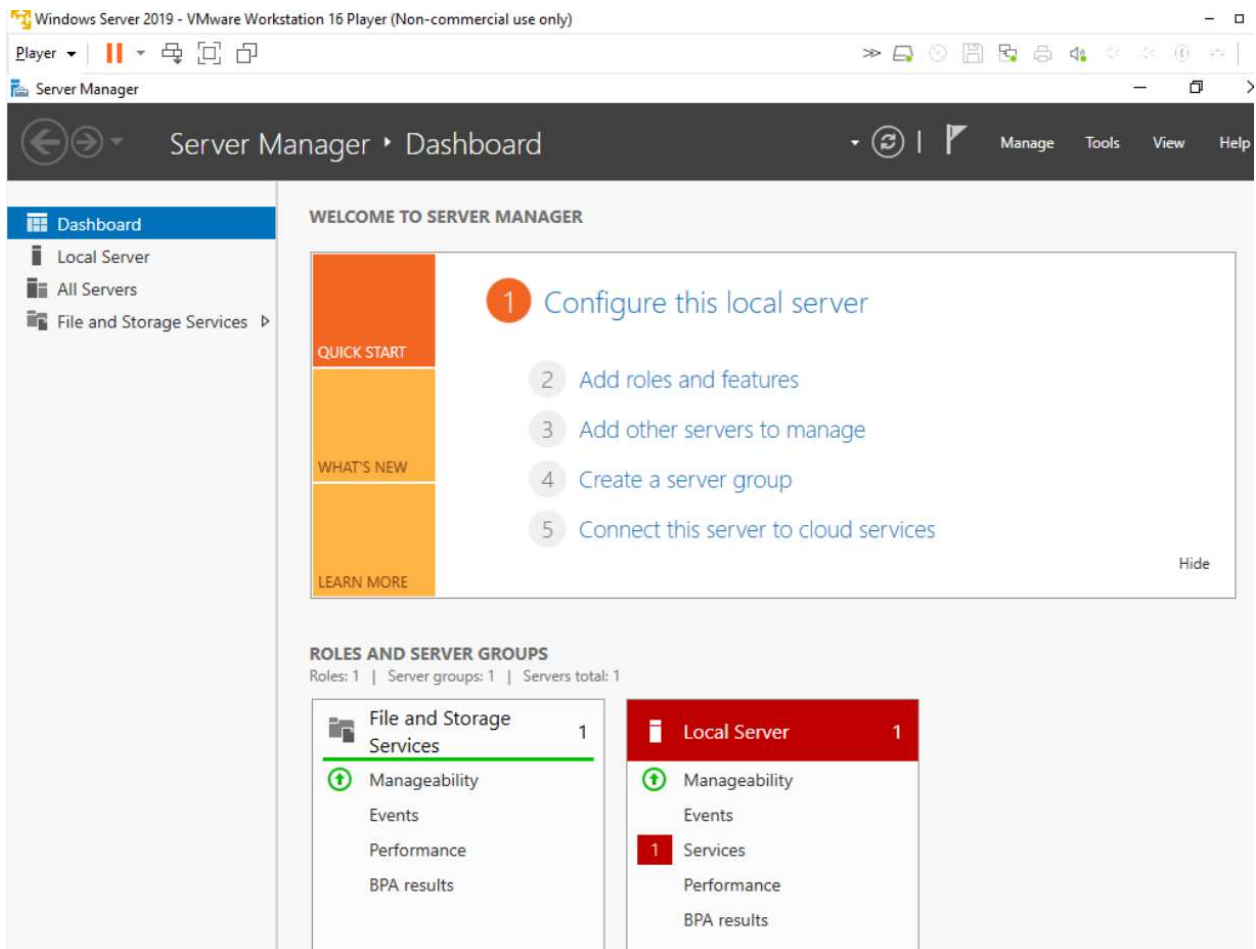 Windows Server 2019 - VMware Workstation 16 Player (Non-commercial use only)
Player
Server Manager
Server Manager ‣ Dashboard
Manage Tools View Help
Dashboard
Local Server
All Servers
File and Storage Services
WELCOME TO SERVER MANAGER
QUICK START
WHAT'S NEW
LEARN MORE
1 Configure this local server
2 Add roles and features
3 Add other servers to manage
4 Create a server group
5 Connect this server to cloud services
Hide
ROLES AND SERVER GROUPS
Roles: 1 | Server groups: 1 | Servers total: 1
File and Storage
Services 1
Manageability
Events
Performance
BPA results
Local Server 1
Manageability
Events
1 Services
Performance
BPA results